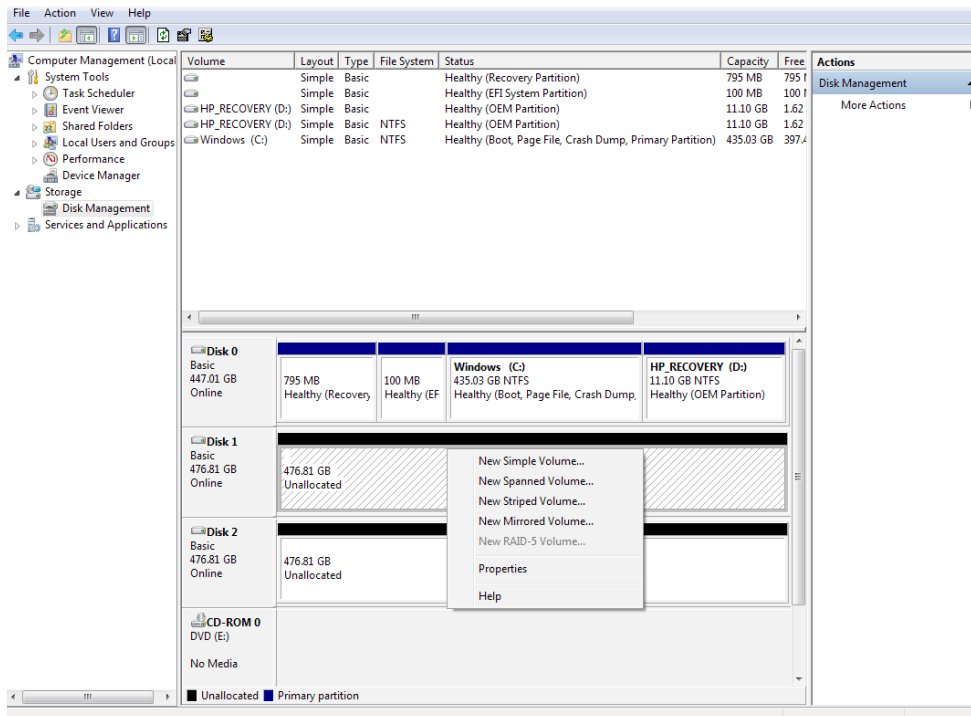 File Action View Help
Computer Management (Local
System Tools
Task Scheduler
Event Viewer
Shared Folders
Local Users and Groups
Performance
Device Manager
Storage
Disk Management
Services and Applications
Volume Layout Type File System Status Capacity Free
Simple Basic Healthy (Recovery Partition) 795 MB 795
Simple Basic Healthy (EFI System Partition) 100 MB 100
HP_RECOVERY (D:) Simple Basic Healthy (OEM Partition) 11.10 GB 1.62
HP_RECOVERY (D:) Simple Basic NTFS Healthy (OEM Partition) 11.10 GB 1.62
Windows (C:) Simple Basic NTFS Healthy (Boot, Page File, Crash Dump, Primary Partition) 435.03 GB 397.4
Actions
Disk Management
More Actions
Disk 0
Basic
447.01 GB
Online
795 MB
Healthy (Recovery
100 MB
Healthy (EF
Windows (C:)
435.03 GB NTFS
Healthy (Boot, Page File, Crash Dump,
HP_RECOVERY (D:)
11.10 GB NTFS
Healthy (OEM Partition)
Disk 1
Basic
476.81 GB
Online
476.81 GB
Unallocated
New Simple Volume...
New Spanned Volume...
New Striped Volume...
New Mirrored Volume...
New RAID-5 Volume...
Properties
Help
Disk 2
Basic
476.81 GB
Online
476.81 GB
Unallocated
CD-ROM 0
DVD (E:)
No Media
Unallocated Primary partition